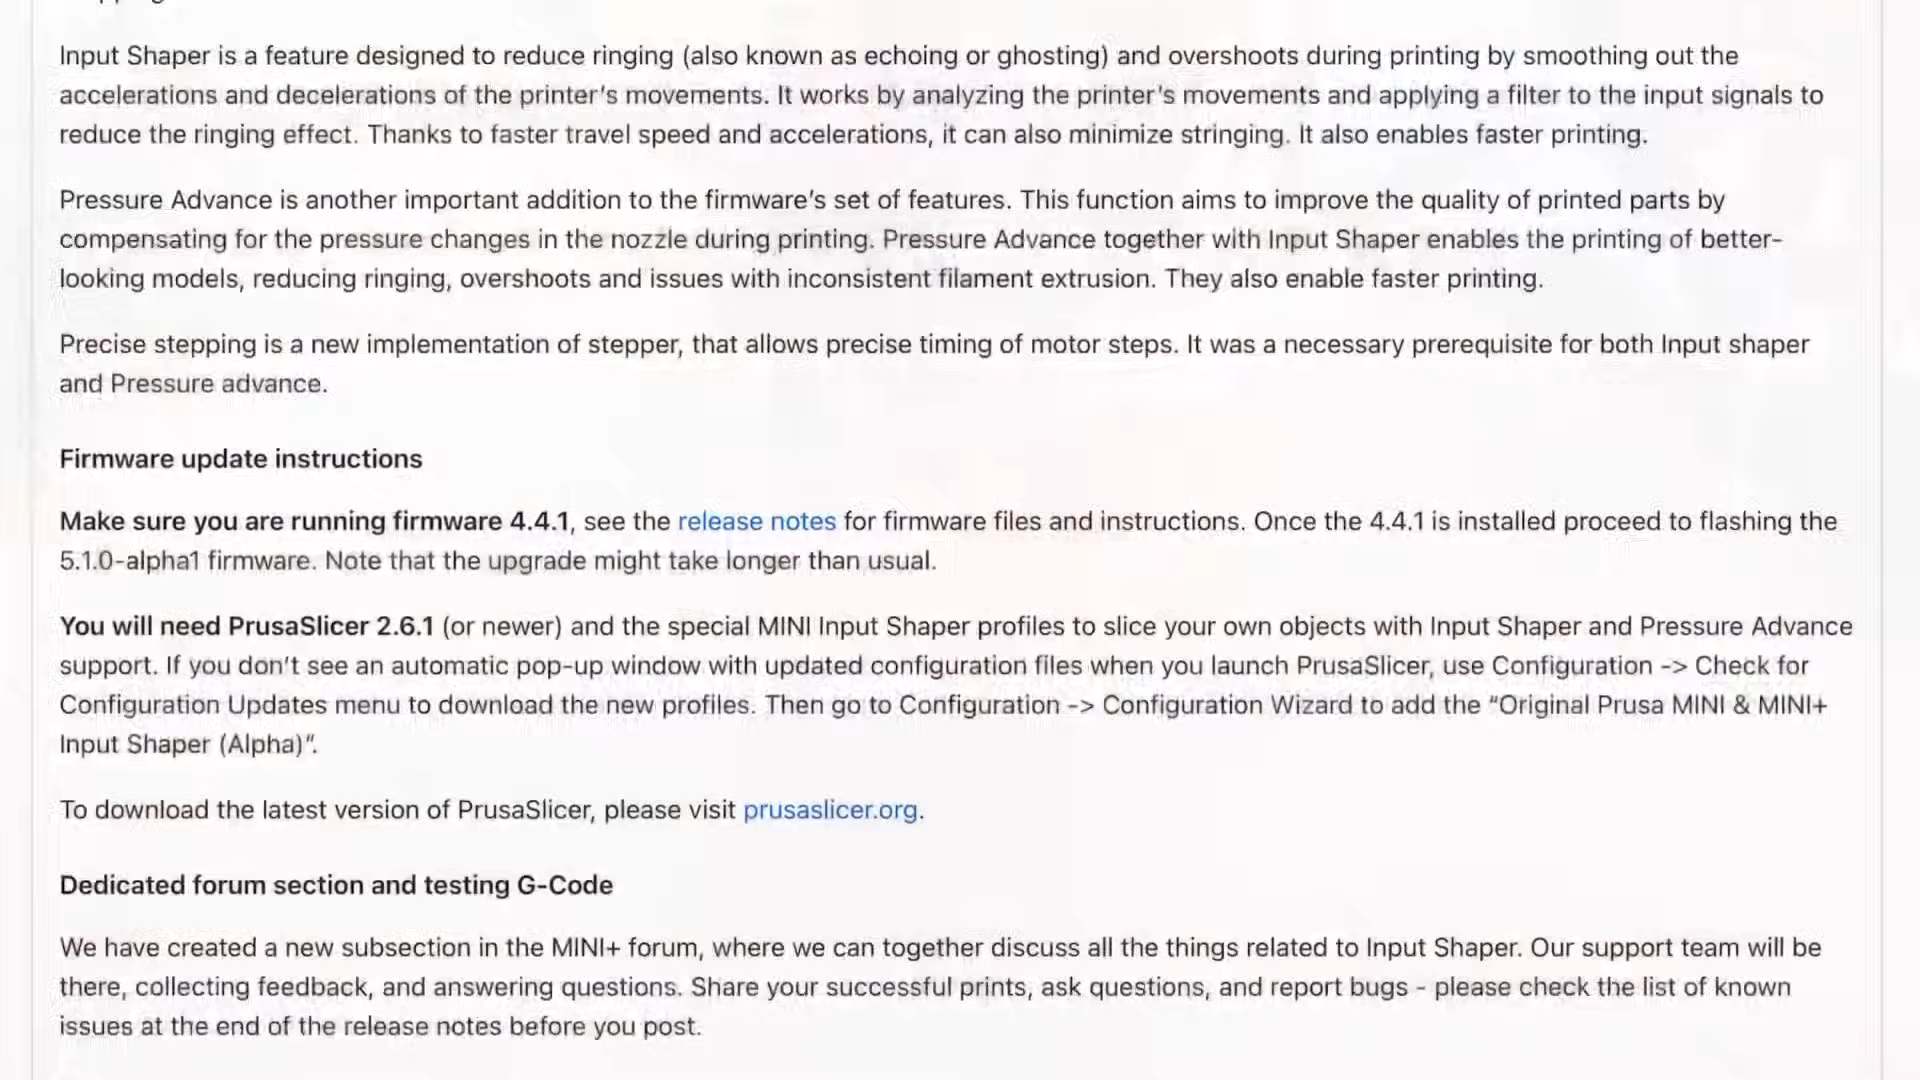 Input Shaper is a feature designed to reduce ringing (also known as echoing or ghosting) and overshoots during printing by smoothing out the
accelerations and decelerations of the printer's movements. It works by analyzing the printer's movements and applying a filter to the input signals to
reduce the ringing effect. Thanks to faster travel speed and accelerations, it can also minimize stringing. It also enables faster printing.
Pressure Advance is another important addition to the firmware's set of features. This function aims to improve the quality of printed parts by
compensating for the pressure changes in the nozzle during printing. Pressure Advance together with Input Shaper enables the printing of better-
looking models, reducing ringing, overshoots and issues with inconsistent filament extrusion. They also enable faster printing.
Precise stepping is a new implementation of stepper, that allows precise timing of motor steps. It was a necessary prerequisite for both Input shaper
and Pressure advance.
Firmware update instructions
Make sure you are running firmware 4.4.1, see the release notes for firmware files and instructions. Once the 4.4.1 is installed proceed to flashing the
5.1.0-alpha1 firmware. Note that the upgrade might take longer than usual.
You will need PrusaSlicer 2.6.1 (or newer) and the special MINI Input Shaper profiles to slice your own objects with Input Shaper and Pressure Advance
support. If you don't see an automatic pop-up window with updated configuration files when you launch PrusaSlicer, use Configuration -> Check for
Configuration Updates menu to download the new profiles. Then go to Configuration -> Configuration Wizard to add the “Original Prusa MINI & MINI+
Input Shaper (Alpha)”.
To download the latest version of PrusaSlicer, please visit prusaslicer.org.
Dedicated forum section and testing G-Code
We have created a new subsection in the MINI+ forum, where we can together discuss all the things related to Input Shaper. Our support team will be
there, collecting feedback, and answering questions. Share your successful prints, ask questions, and report bugs - please check the list of known
issues at the end of the release notes before you post.